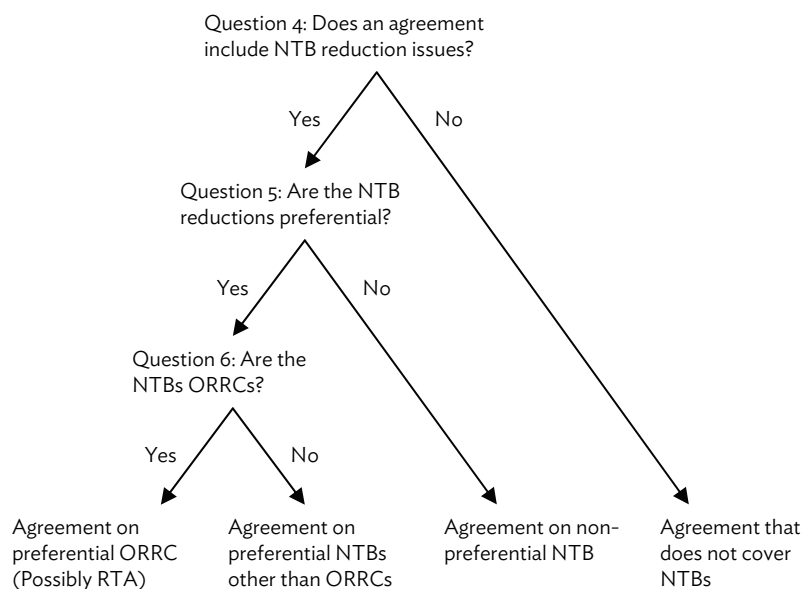 Question 4: Does an agreement
include NTB reduction issues?
Yes
No
Question 5: Are the NTB
reductions preferential?
Yes
No
Question 6: Are the
NTBs ORRCs?
Yes
No
Agreement on
preferential ORRC
(Possibly RTA)
Agreement on
preferential NTBs
other than ORRCs
Agreement on non-
preferential NTB
Agreement that
does not cover
NTBs